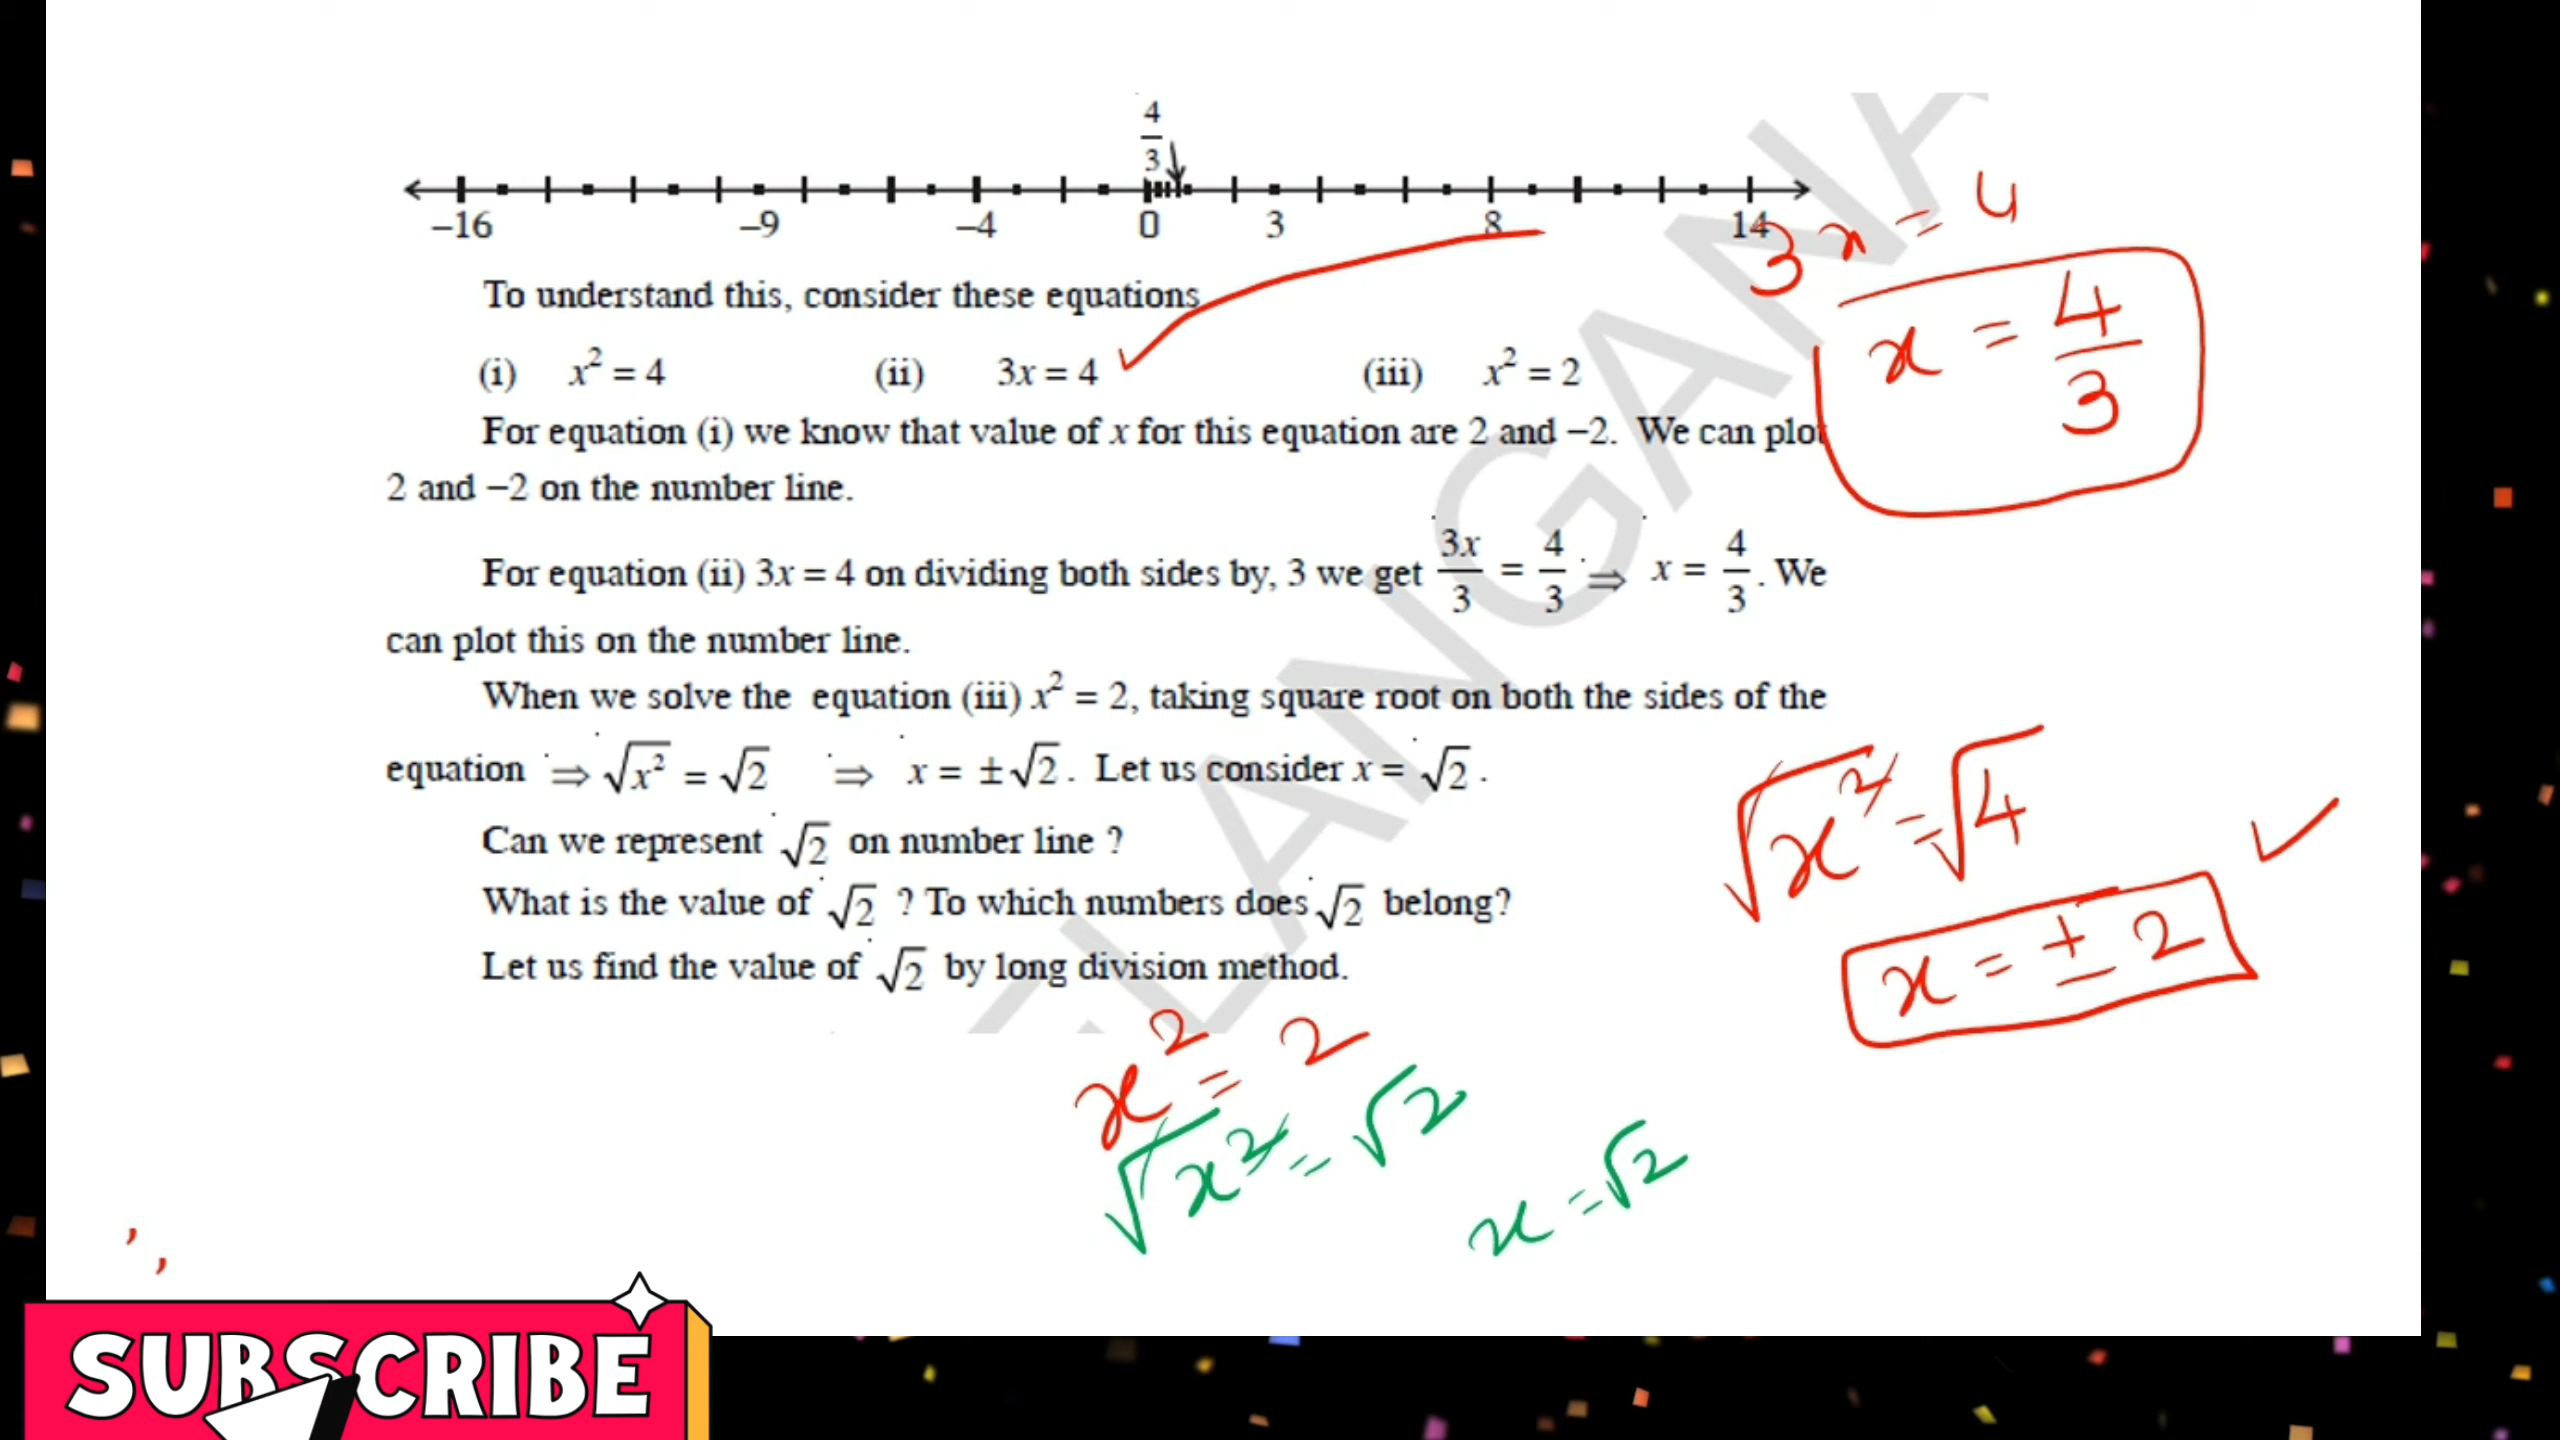 4/3
–16 –9 –4 0 3 8 14
3x = 4
To understand this, consider these equations
x = 4/3
(i) x² = 4 (ii) 3x = 4 (iii) x² = 2
For equation (i) we know that value of x for this equation are 2 and –2. We can plot
2 and –2 on the number line.
For equation (ii) 3x = 4 on dividing both sides by, 3 we get 3x/3 = 4/3 ⇒ x = 4/3. We
can plot this on the number line.
When we solve the equation (iii) x² = 2, taking square root on both the sides of the
equation ⇒ √x² = √2 ⇒ x = ±√2. Let us consider x = √2.
√x² = √4
Can we represent √2 on number line ?
What is the value of √2 ? To which numbers does √2 belong?
x = ± 2
Let us find the value of √2 by long division method.
x² = 2
√x² = √2
x = √2
SUBSCRIBE